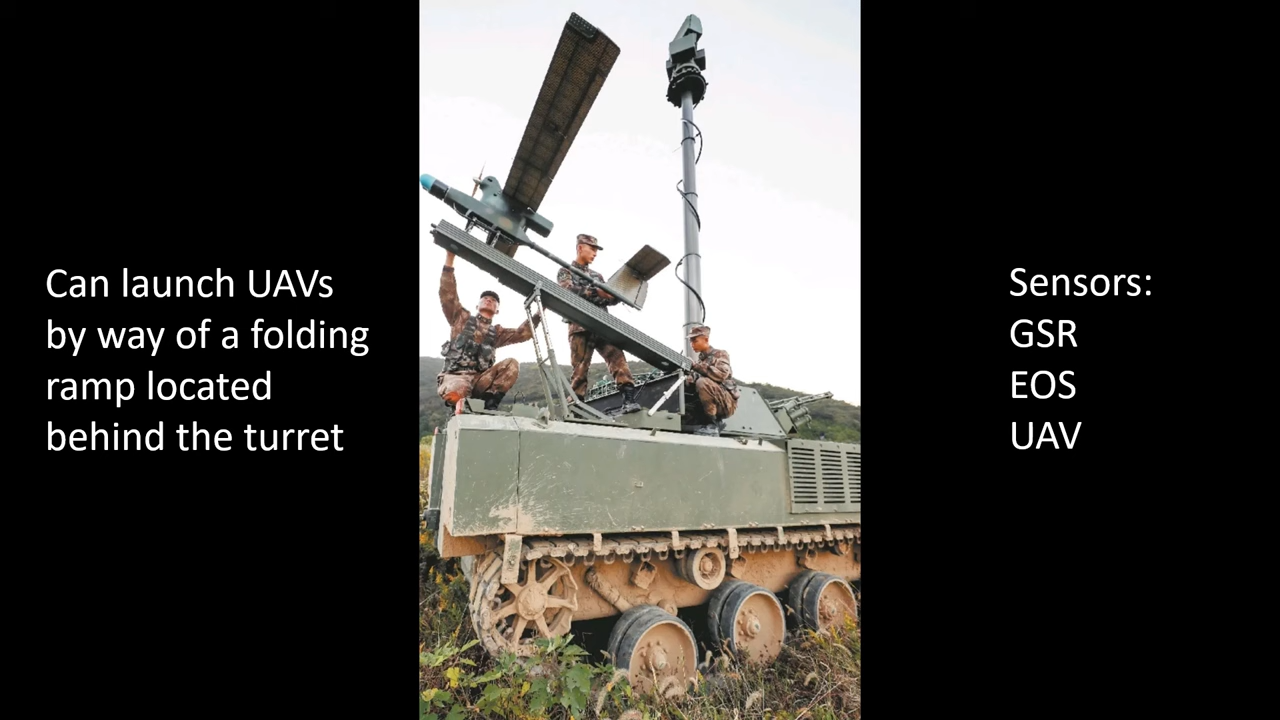 Can launch UAVs
by way of a folding
ramp located
behind the turret
Sensors:
GSR
EOS
UAV